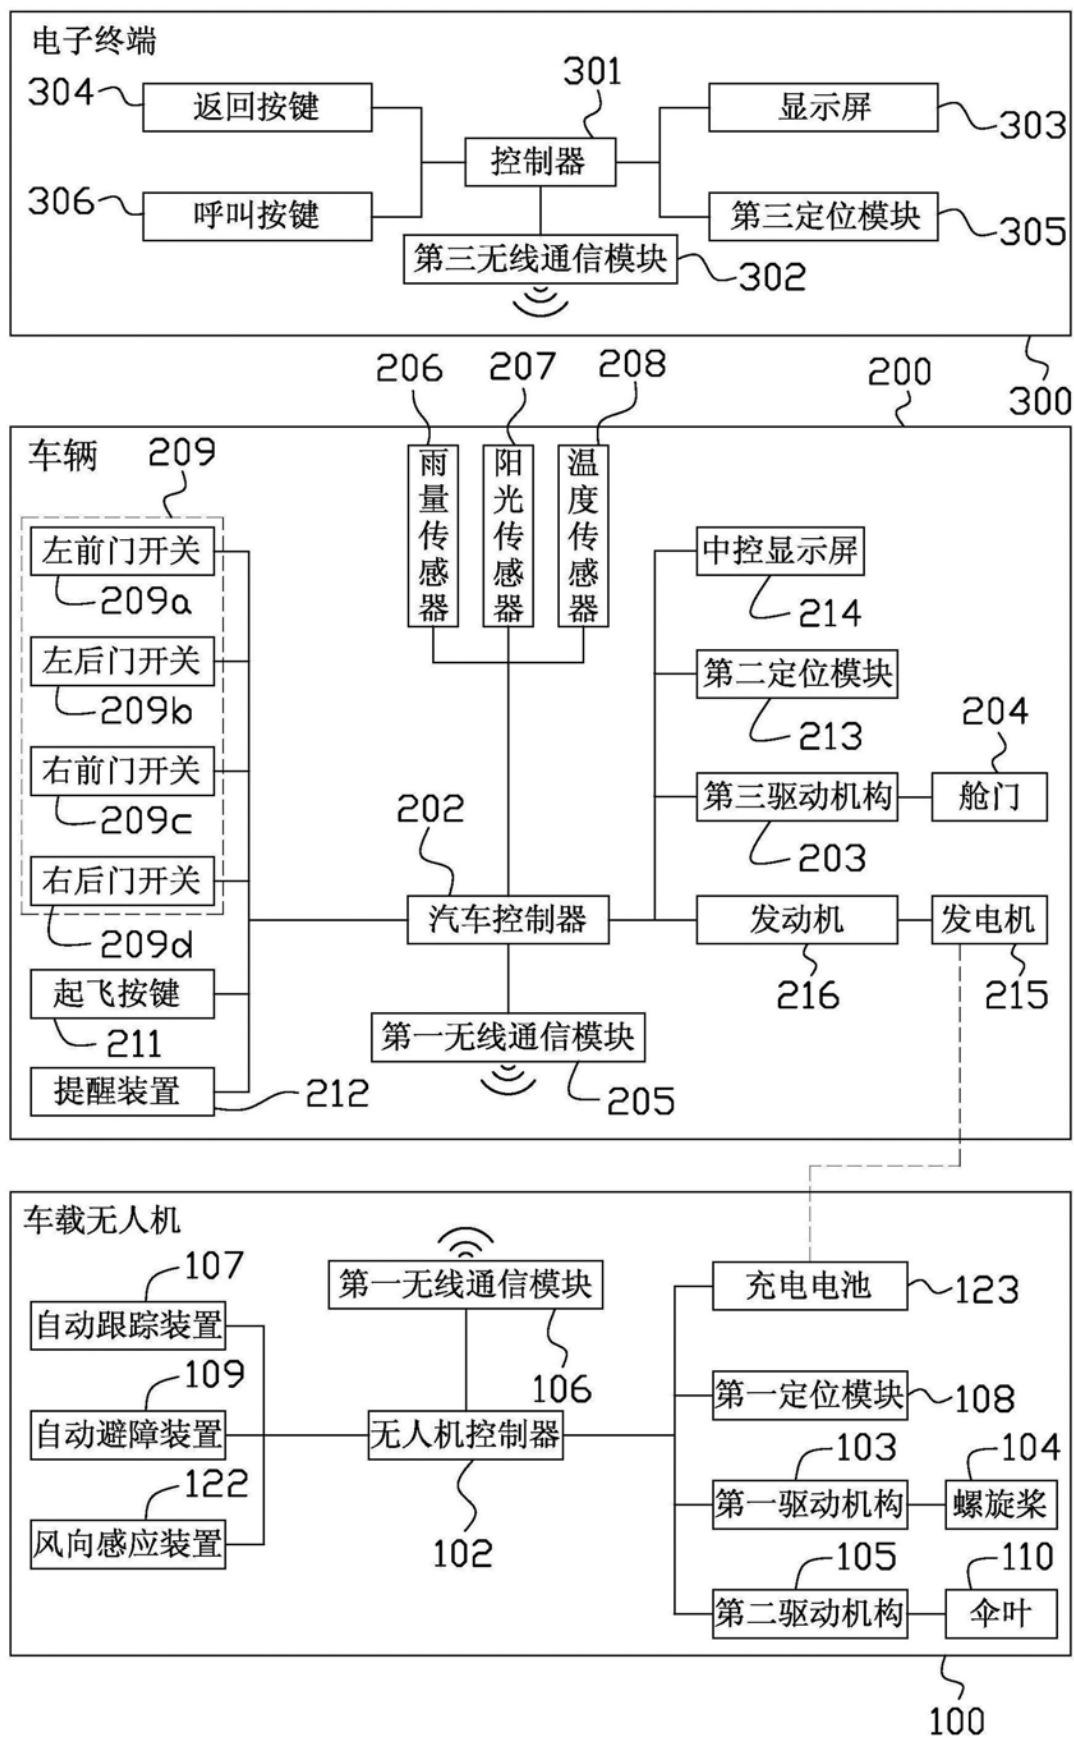 电子终端
304
返回按键
301
显示屏
303
控制器
306
呼叫按键
第三定位模块
305
第三无线通信模块
302
300
206
207
208
200
车辆
209
雨量传感器
阳光传感器
温度传感器
左前门开关
209a
中控显示屏
214
左后门开关
209b
第二定位模块
213
204
右前门开关
209c
202
第三驱动机构
203
舱门
右后门开关
209d
汽车控制器
发动机
216
发电机
215
起飞按键
211
第一无线通信模块
205
提醒装置
212
车载无人机
107
自动跟踪装置
第一无线通信模块
106
充电电池
123
109
自动避障装置
无人机控制器
102
第一定位模块
108
122
风向感应装置
103
第一驱动机构
104
螺旋桨
105
第二驱动机构
110
伞叶
100